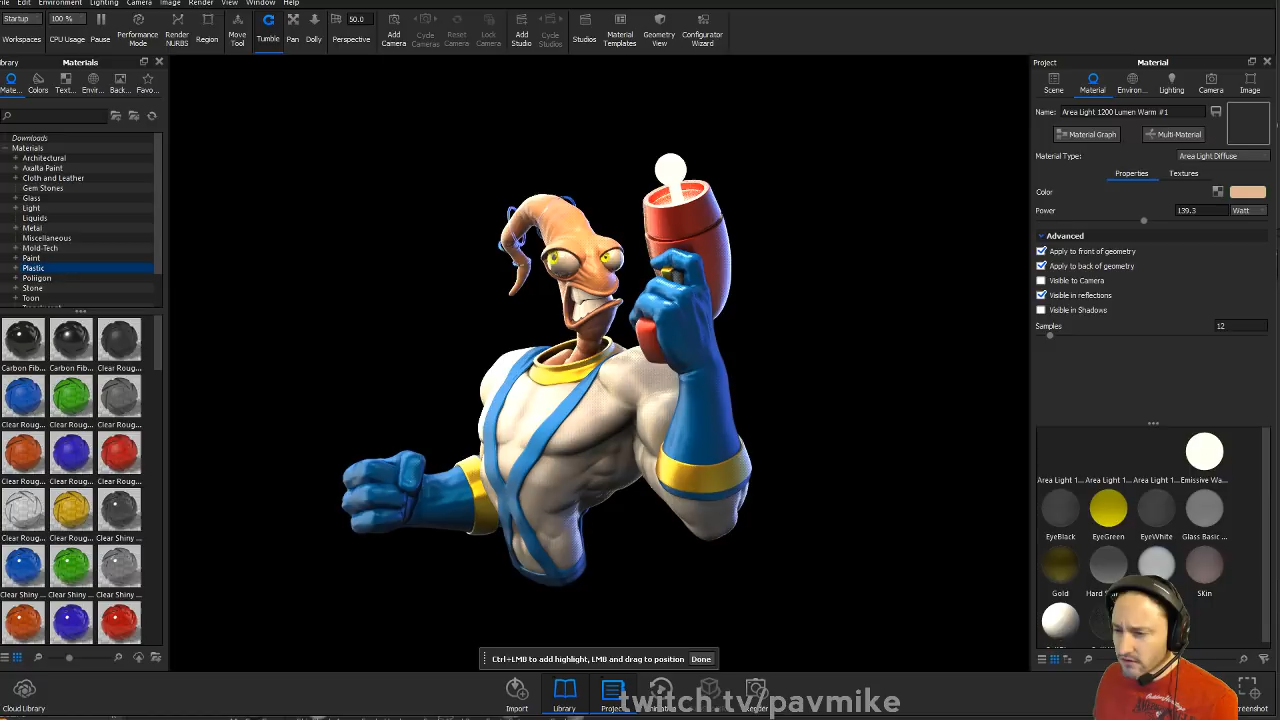 File Edit Environment Lighting Camera Image Render View Window Help
Startup 100 % 50.0
Workspaces CPU Usage Pause Performance Mode Render NURBS Region Move Tool Tumble Pan Dolly Perspective Add Camera Cycle Cameras Reset Camera Lock Camera Add Studio Cycle Studios Studios Material Templates Geometry View Configurator Wizard
Library Materials
Mate... Colors Text... Envir... Back... Favo...
Downloads
Materials
Architectural
Axalta Paint
Cloth and Leather
Gem Stones
Glass
Light
Liquids
Metal
Miscellaneous
Mold-Tech
Paint
Plastic
Poliigon
Stone
Toon
Carbon Fib... Carbon Fib... Clear Roug...
Clear Roug... Clear Roug... Clear Roug...
Clear Roug... Clear Roug... Clear Roug...
Clear Roug... Clear Roug... Clear Shiny ...
Clear Shiny ... Clear Shiny ... Clear Shiny ...
Project Material
Scene Material Environ... Lighting Camera Image
Name: Area Light 1200 Lumen Warm #1
Material Graph Multi-Material
Material Type: Area Light Diffuse
Properties Textures
Color
Power 139.3 Watt
Advanced
Apply to front of geometry
Apply to back of geometry
Visible to Camera
Visible in reflections
Visible in Shadows
Samples 12
Area Light 1... Area Light 1... Area Light 1... Emissive Wa...
EyeBlack EyeGreen EyeWhite Glass Basic ...
Gold Hard SKin
Ctrl+LMB to add highlight, LMB and drag to position Done
Cloud Library Import Library Project Screenshot
twitch.tv/pavmike